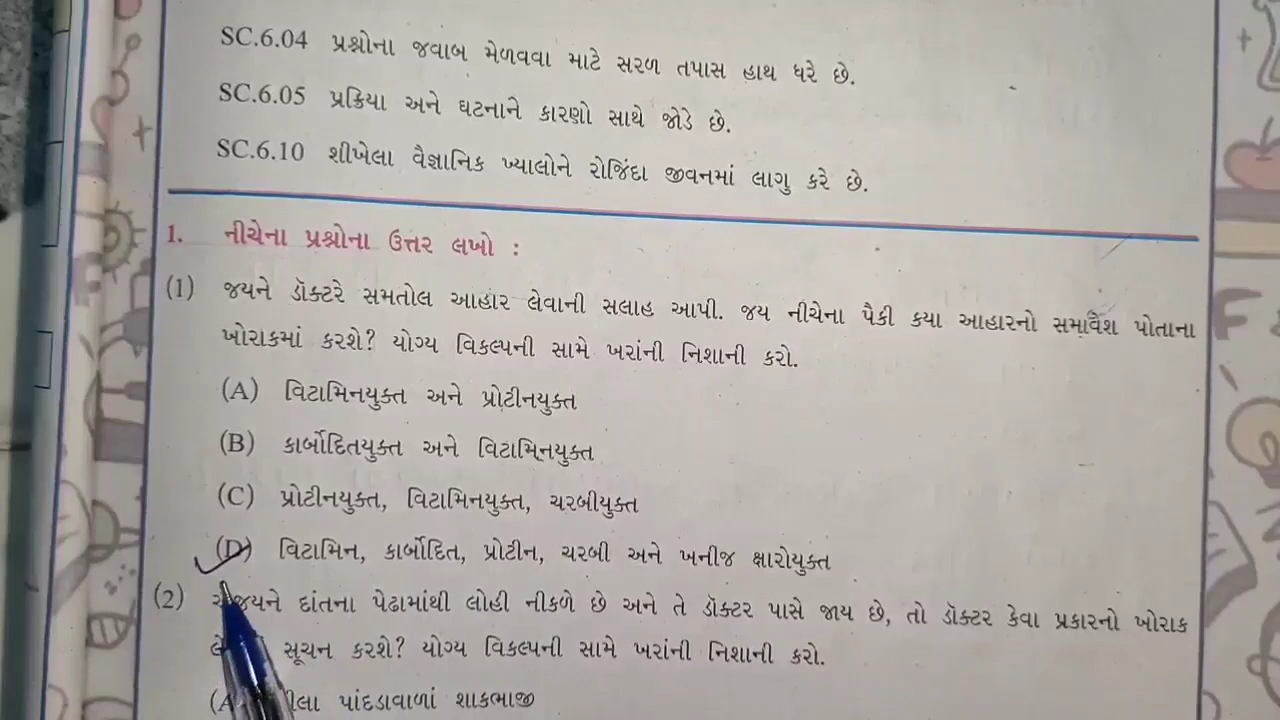 SC.6.04 પ્રશ્નોના જવાબ મેળવવા માટે સરળ તપાસ હાથ ધરે છે.
SC.6.05 પ્રક્રિયા અને ઘટનાને કારણો સાથે જોડે છે.
SC.6.10 શીખેલા વૈજ્ઞાનિક ખ્યાલોને રોજિંદા જીવનમાં લાગુ કરે છે.
1. નીચેના પ્રશ્નોના ઉત્તર લખો :
(1) જયને ડૉક્ટરે સમતોલ આહાર લેવાની સલાહ આપી. જય નીચેના પૈકી કયા આહારનો સમાવેશ પોતાના
ખોરાકમાં કરશે? યોગ્ય વિકલ્પની સામે ખરાંની નિશાની કરો.
(A) વિટામિનયુક્ત અને પ્રોટીનયુક્ત
(B) કાર્બોદિતયુક્ત અને વિટામિનયુક્ત
(C) પ્રોટીનયુક્ત, વિટામિનયુક્ત, ચરબીયુક્ત
(D) વિટામિન, કાર્બોદિત, પ્રોટીન, ચરબી અને ખનીજ ક્ષારોયુક્ત
(2) દાંતના પેઢામાંથી લોહી નીકળે છે અને તે ડૉક્ટર પાસે જાય છે, તો ડૉક્ટર કેવા પ્રકારનો ખોરાક
સૂચન કરશે? યોગ્ય વિકલ્પની સામે ખરાંની નિશાની કરો.
(A) પાંદડાવાળાં શાકભાજી